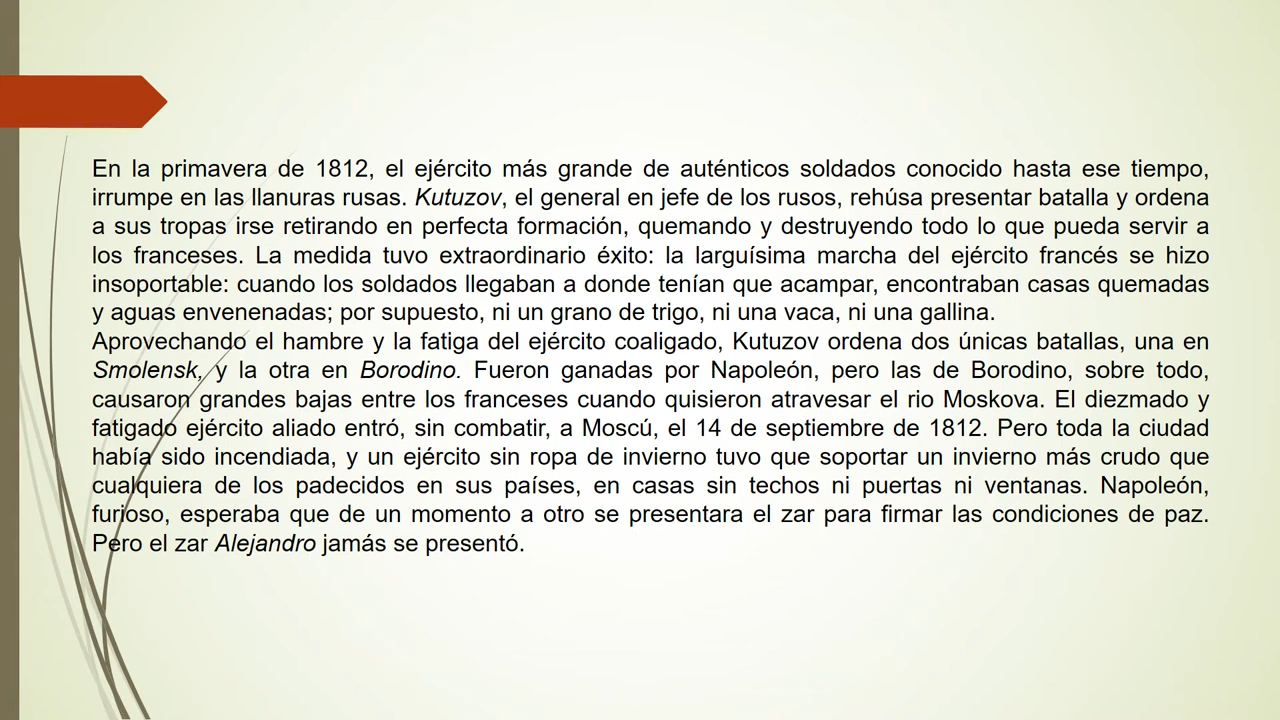 En la primavera de 1812, el ejército más grande de auténticos soldados conocido hasta ese tiempo,
irrumpe en las llanuras rusas. Kutuzov, el general en jefe de los rusos, rehúsa presentar batalla y ordena
a sus tropas irse retirando en perfecta formación, quemando y destruyendo todo lo que pueda servir a
los franceses. La medida tuvo extraordinario éxito: la larguísima marcha del ejército francés se hizo
insoportable: cuando los soldados llegaban a donde tenían que acampar, encontraban casas quemadas
y aguas envenenadas; por supuesto, ni un grano de trigo, ni una vaca, ni una gallina.
Aprovechando el hambre y la fatiga del ejército coaligado, Kutuzov ordena dos únicas batallas, una en
Smolensk, y la otra en Borodino. Fueron ganadas por Napoleón, pero las de Borodino, sobre todo,
causaron grandes bajas entre los franceses cuando quisieron atravesar el rio Moskova. El diezmado y
fatigado ejército aliado entró, sin combatir, a Moscú, el 14 de septiembre de 1812. Pero toda la ciudad
había sido incendiada, y un ejército sin ropa de invierno tuvo que soportar un invierno más crudo que
cualquiera de los padecidos en sus países, en casas sin techos ni puertas ni ventanas. Napoleón,
furioso, esperaba que de un momento a otro se presentara el zar para firmar las condiciones de paz.
Pero el zar Alejandro jamás se presentó.